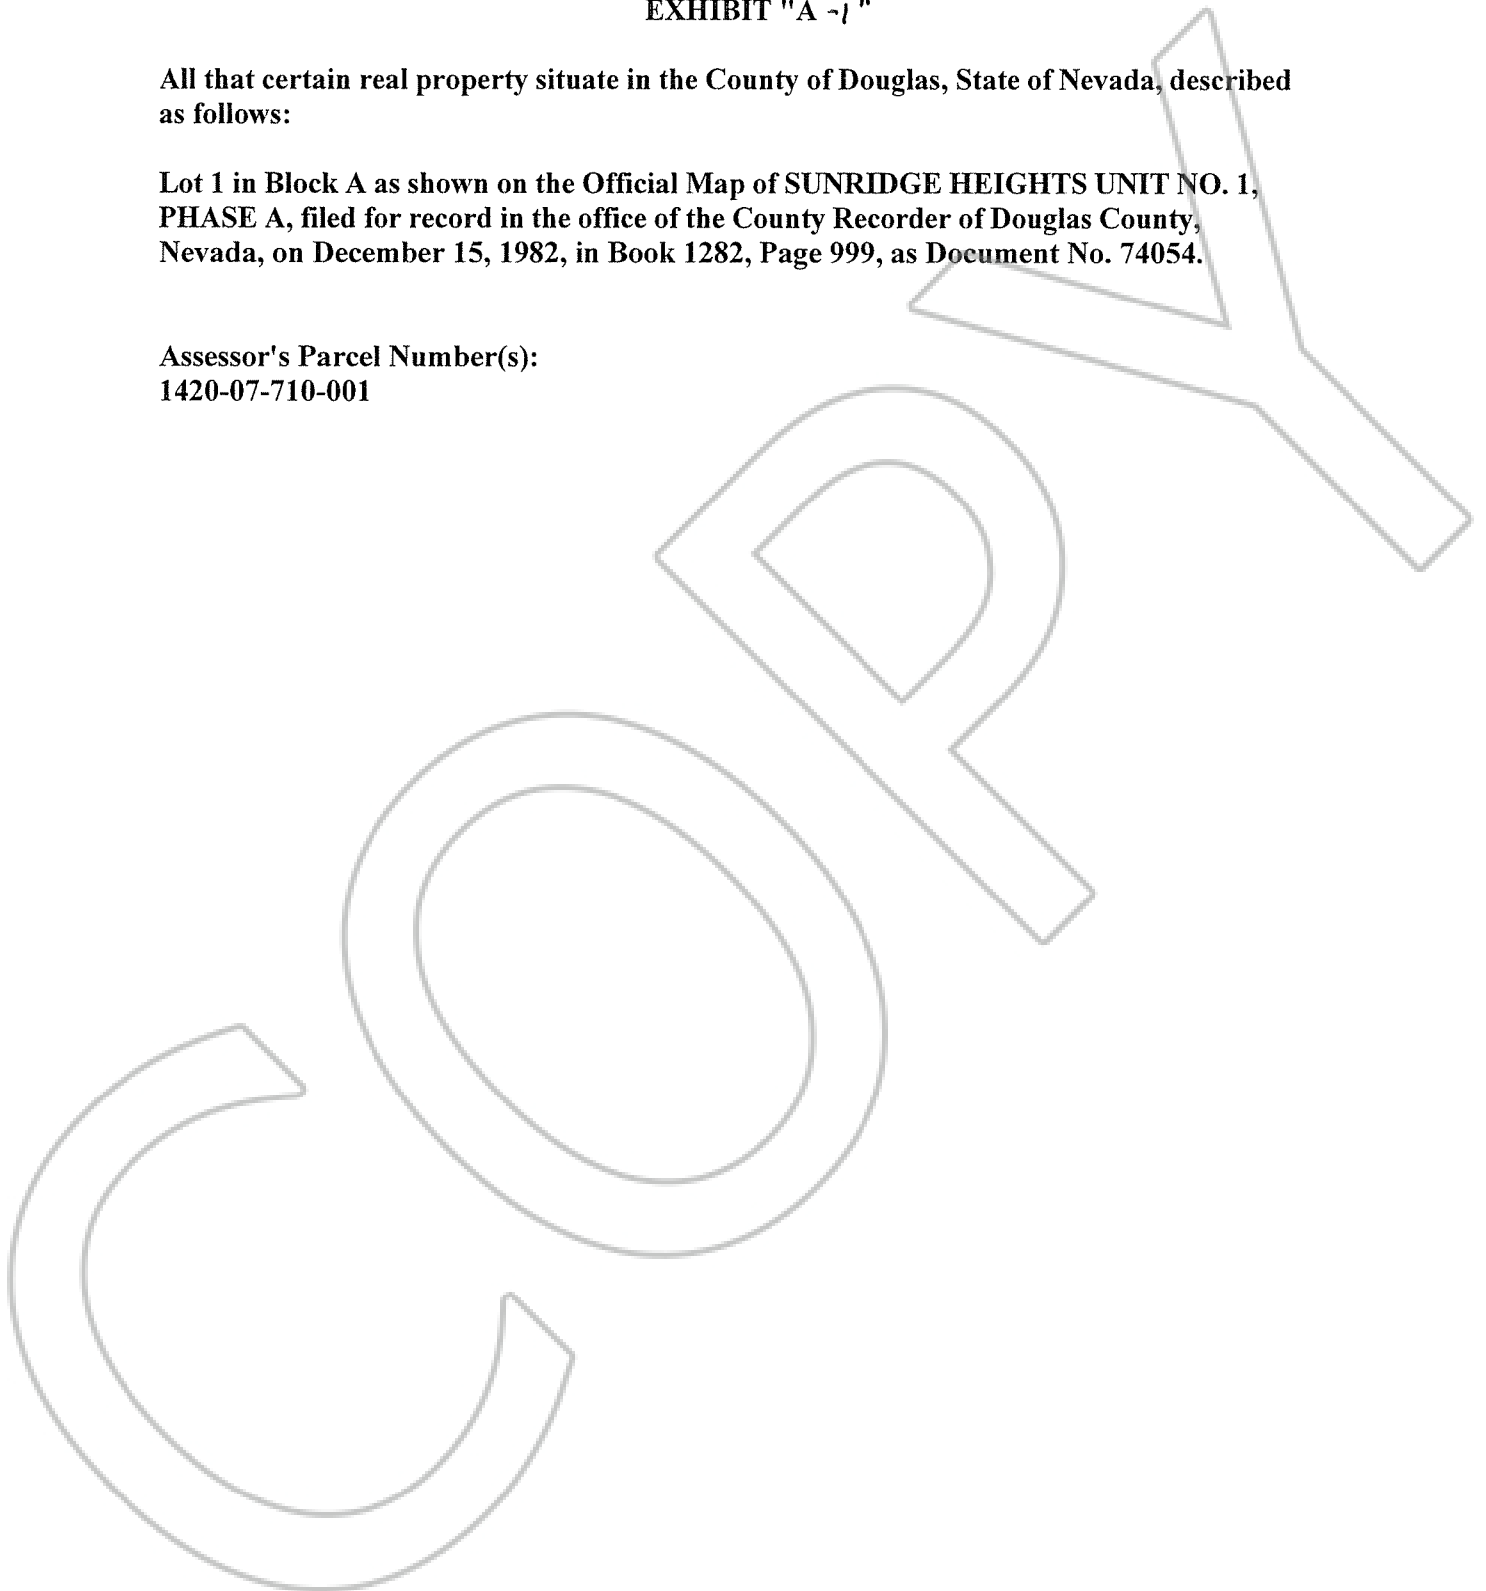 EXHIBIT "A -1 "
All that certain real property situate in the County of Douglas, State of Nevada, described
as follows:
Lot 1 in Block A as shown on the Official Map of SUNRIDGE HEIGHTS UNIT NO. 1,
PHASE A, filed for record in the office of the County Recorder of Douglas County,
Nevada, on December 15, 1982, in Book 1282, Page 999, as Document No. 74054.
Assessor's Parcel Number(s):
1420-07-710-001
COPY